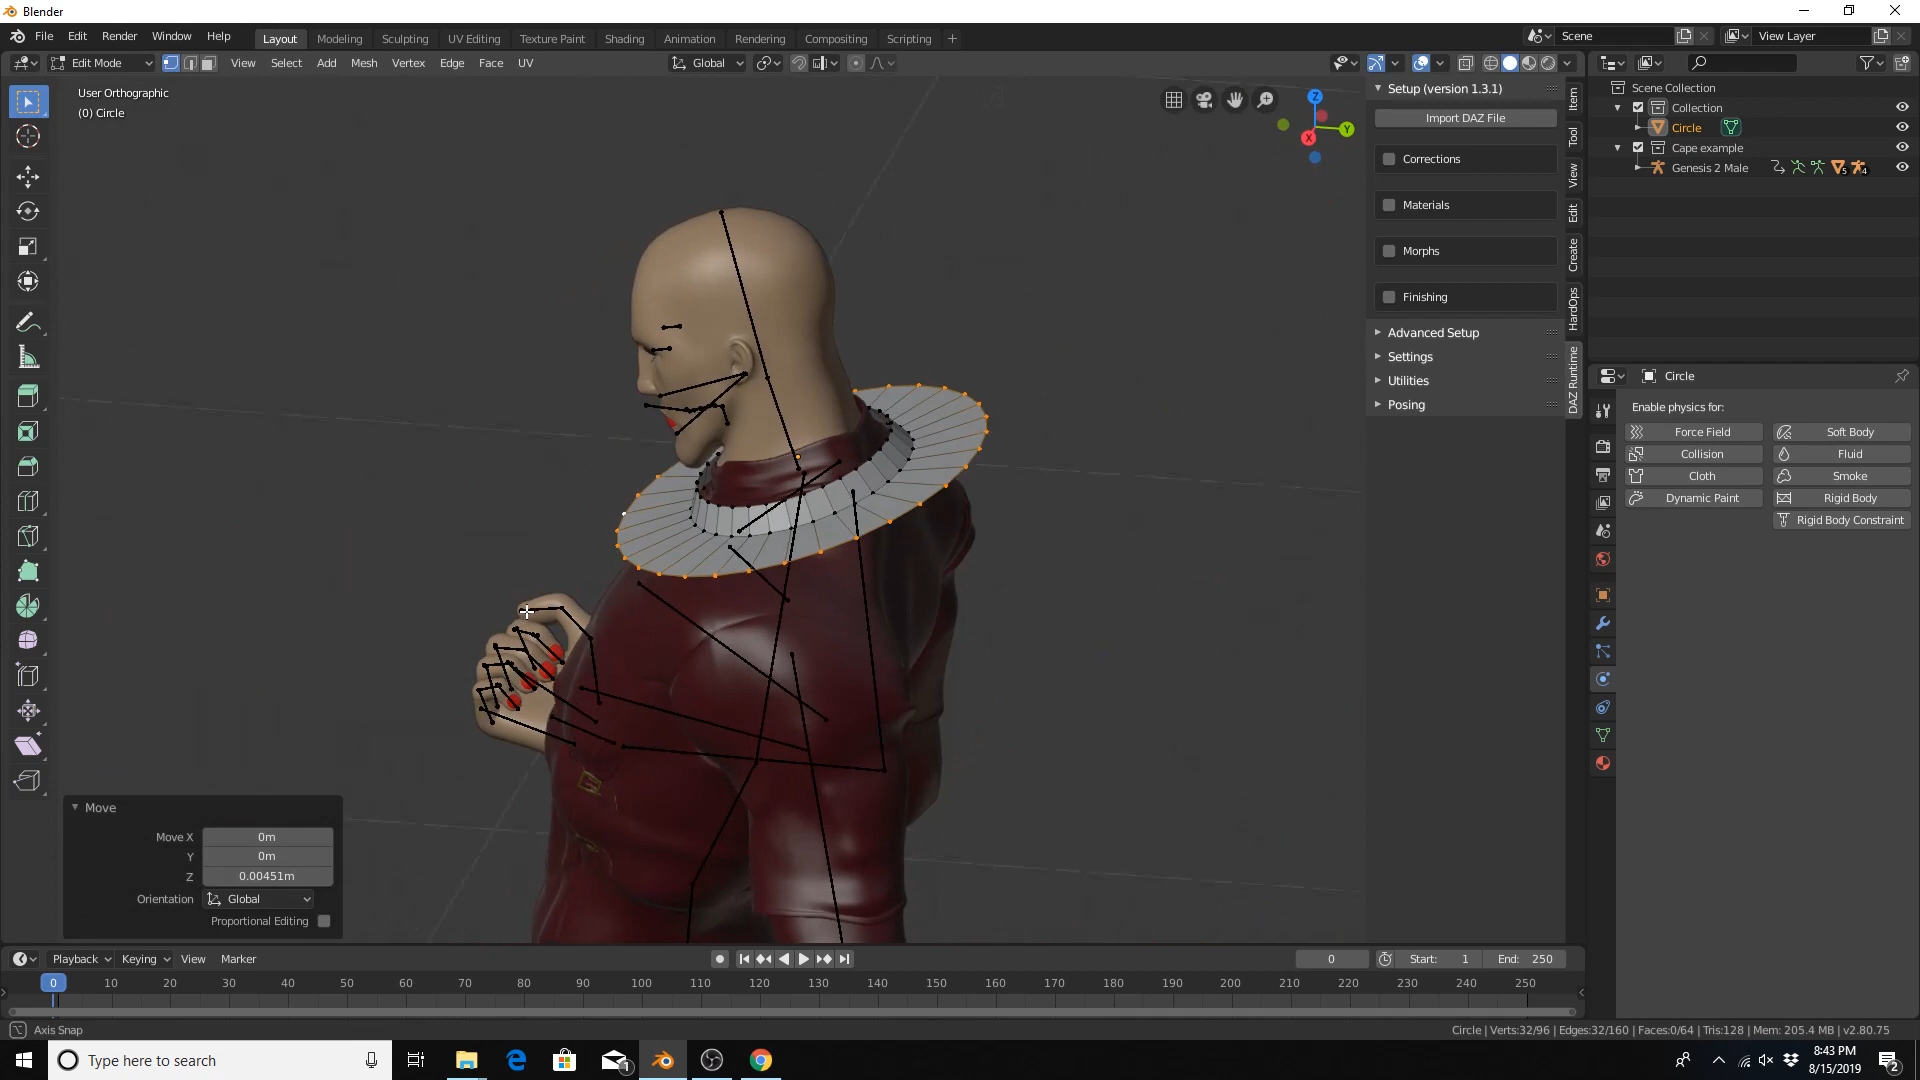 Blender
File Edit Render Window Help
Layout Modeling Sculpting UV Editing Texture Paint Shading Animation Rendering Compositing Scripting +
Scene
View Layer
Edit Mode
View Select Add Mesh Vertex Edge Face UV
Global
User Orthographic
(0) Circle
Z
Y
X
Setup (version 1.3.1)
Import DAZ File
Corrections
Materials
Morphs
Finishing
Advanced Setup
Settings
Utilities
Posing
Item
Tool
View
Edit
Create
HardOps
DAZ Runtime
Scene Collection
Collection
Circle
Cape example
Genesis 2 Male
5
4
Circle
Enable physics for:
Force Field
Soft Body
Collision
Fluid
Cloth
Smoke
Dynamic Paint
Rigid Body
Rigid Body Constraint
Move
Move X 0m
Y 0m
Z 0.00451m
Orientation Global
Proportional Editing
Playback Keying View Marker
0
Start: 1
End: 250
0 10 20 30 40 50 60 70 80 90 100 110 120 130 140 150 160 170 180 190 200 210 220 230 240 250
Axis Snap
Circle | Verts:32/96 | Edges:32/160 | Faces:0/64 | Tris:128 | Mem: 205.4 MB | v2.80.75
Type here to search
1
8:43 PM
8/15/2019
2